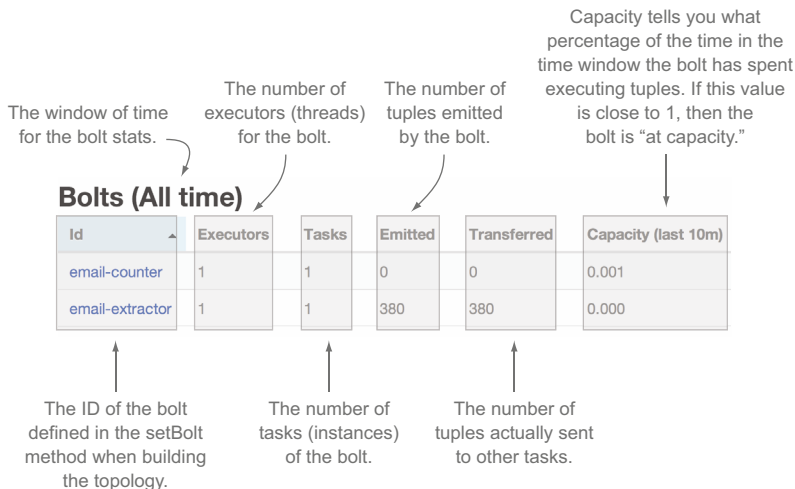 Capacity tells you what
percentage of the time in the
time window the bolt has spent
executing tuples. If this value
is close to 1, then the
bolt is “at capacity.”
The number of
executors (threads)
for the bolt.
The number of
tuples emitted
by the bolt.
The window of time
for the bolt stats.
Bolts (All time)
Id Executors Tasks Emitted Transferred Capacity (last 10m)
email-counter 1 1 0 0 0.001
email-extractor 1 1 380 380 0.000
The ID of the bolt
defined in the setBolt
method when building
the topology.
The number of
tasks (instances)
of the bolt.
The number of
tuples actually sent
to other tasks.